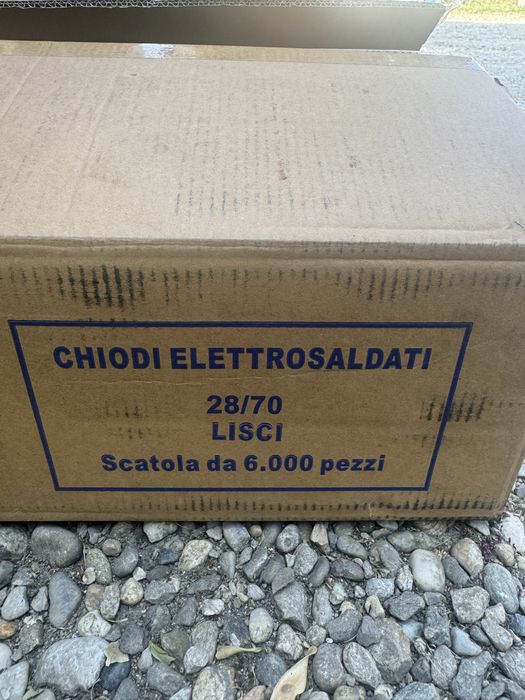 CHIODI ELETTROSALDATI
28/70
LISCI
Scatola da 6.000 pezzi